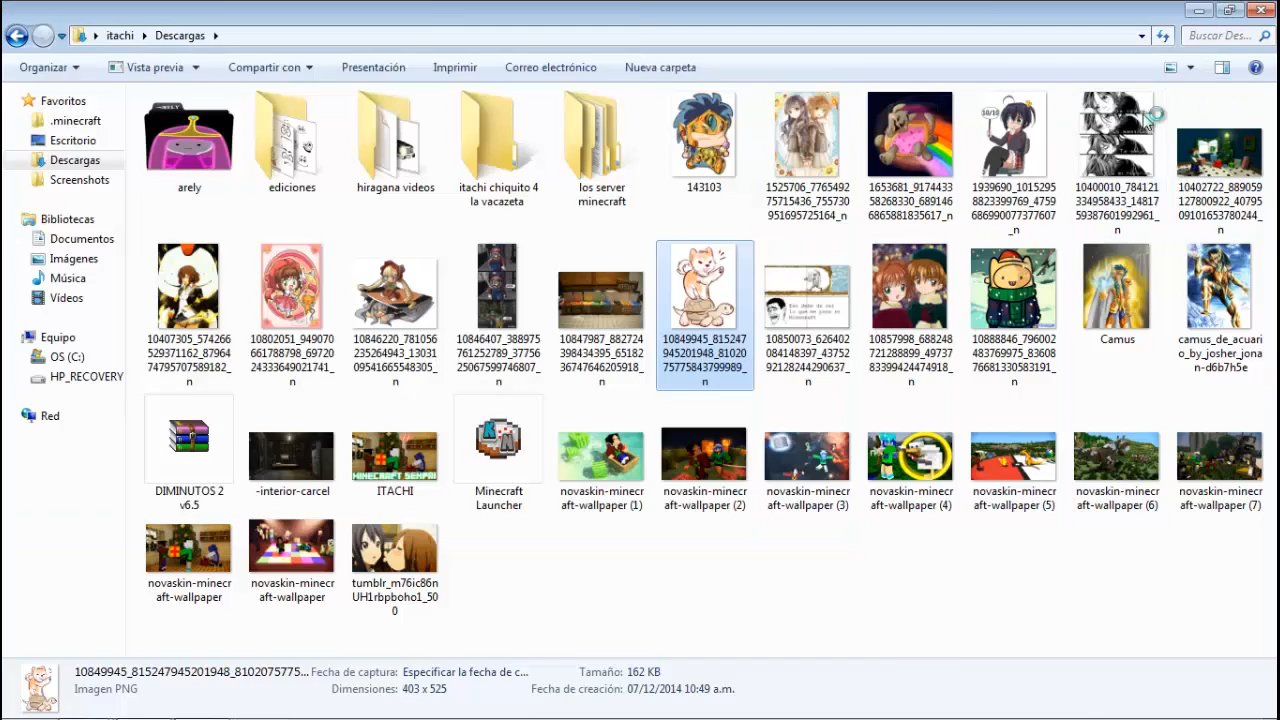 itachi ▸ Descargas ▸
Buscar Des...
Organizar Vista previa Compartir con Presentación Imprimir Correo electrónico Nueva carpeta
Favoritos
.minecraft
Escritorio
Descargas
Screenshots
Bibliotecas
Documentos
Imágenes
Música
Vídeos
Equipo
OS (C:)
HP_RECOVERY
Red
arely
ediciones
hiragana videos
itachi chiquito 4
la vacazeta
los server
minecraft
143103
1525706_7765492
75715436_755730
951695725164_n
1653681_9174433
58268330_689146
6865881835617_n
1939690_1015295
8823399769_4759
686990077377607
_n
10400010_784121
334958433_14817
59387601992961_
n
10402722_889059
127800922_40795
09101653780244_
n
10407305_574266
529371162_87964
74795707589182_
n
10802051_949070
661788798_69720
24333649021741_
n
10846220_781056
235264943_13031
09541665548305_
n
10846407_388975
761252789_37756
25067599746807_
n
10847987_882724
398434395_65182
36747646205918_
n
10849945_815247
945201948_81020
75775843799989_
n
10850073_626402
084148397_43752
92128244290637_
n
10857998_688248
721288899_49737
83399424474918_
n
10888846_796002
483769975_83608
76681330583191_
n
Camus
camus_de_acuari
o_by_josher_jona
n-d6b7h5e
DIMINUTOS 2
v6.5
-interior-carcel
ITACHI
Minecraft
Launcher
novaskin-minecr
aft-wallpaper (1)
novaskin-minecr
aft-wallpaper (2)
novaskin-minecr
aft-wallpaper (3)
novaskin-minecr
aft-wallpaper (4)
novaskin-minecr
aft-wallpaper (5)
novaskin-minecr
aft-wallpaper (6)
novaskin-minecr
aft-wallpaper (7)
novaskin-minecr
aft-wallpaper
novaskin-minecr
aft-wallpaper
tumblr_m76ic86n
UH1rbpboho1_50
0
10849945_815247945201948_8102075775... Fecha de captura: Especificar la fecha de c... Tamaño: 162 KB
Imagen PNG Dimensiones: 403 x 525 Fecha de creación: 07/12/2014 10:49 a.m.